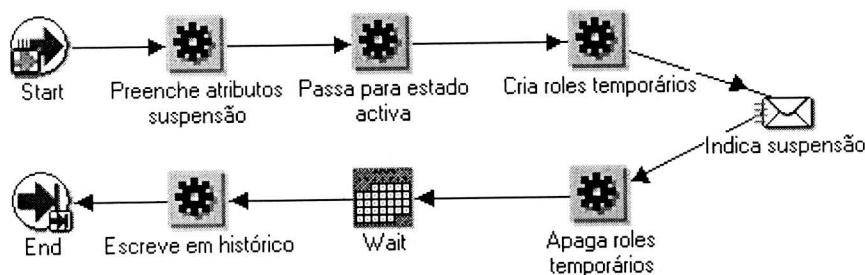 Start
Preenche atributos
suspensão
Passa para estado
activa
Cria roles temporários
Indica suspensão
End
Escreve em histórico
Wait
Apaga roles
temporários